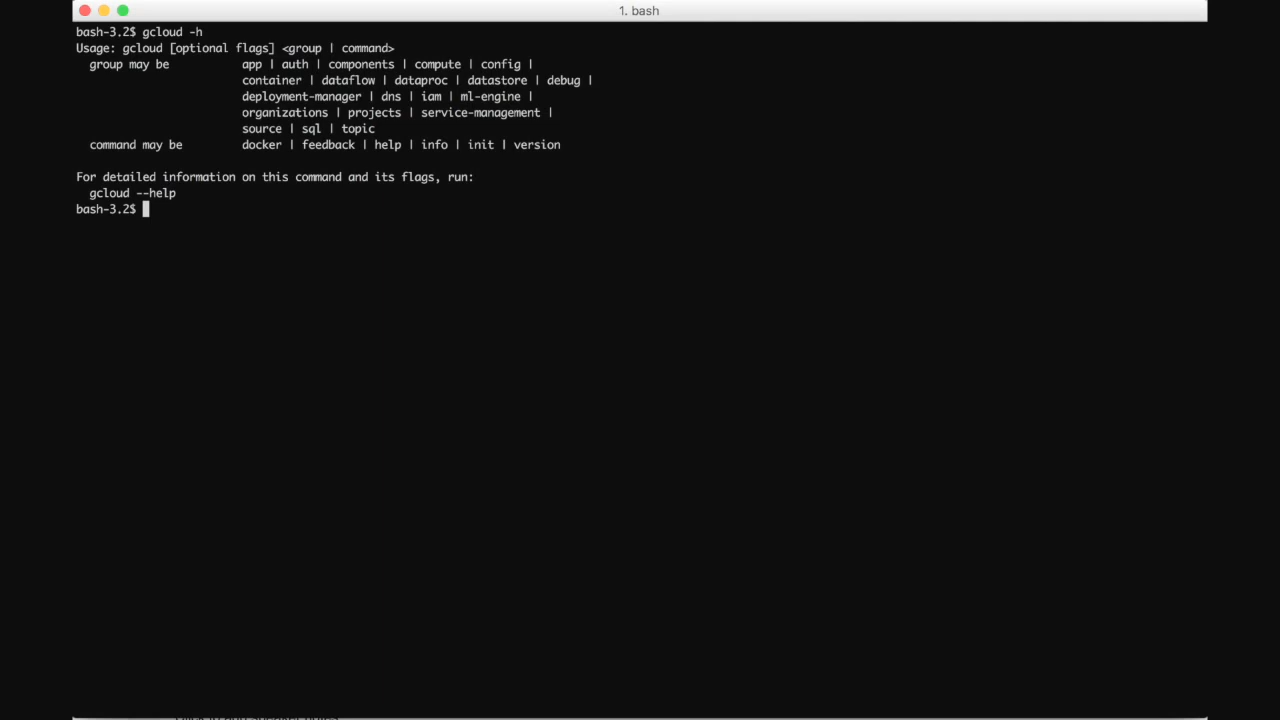 1. bash
bash-3.2$ gcloud -h
Usage: gcloud [optional flags] <group | command>
  group may be           app | auth | components | compute | config |
                         container | dataflow | dataproc | datastore | debug |
                         deployment-manager | dns | iam | ml-engine |
                         organizations | projects | service-management |
                         source | sql | topic
  command may be         docker | feedback | help | info | init | version

For detailed information on this command and its flags, run:
  gcloud --help
bash-3.2$